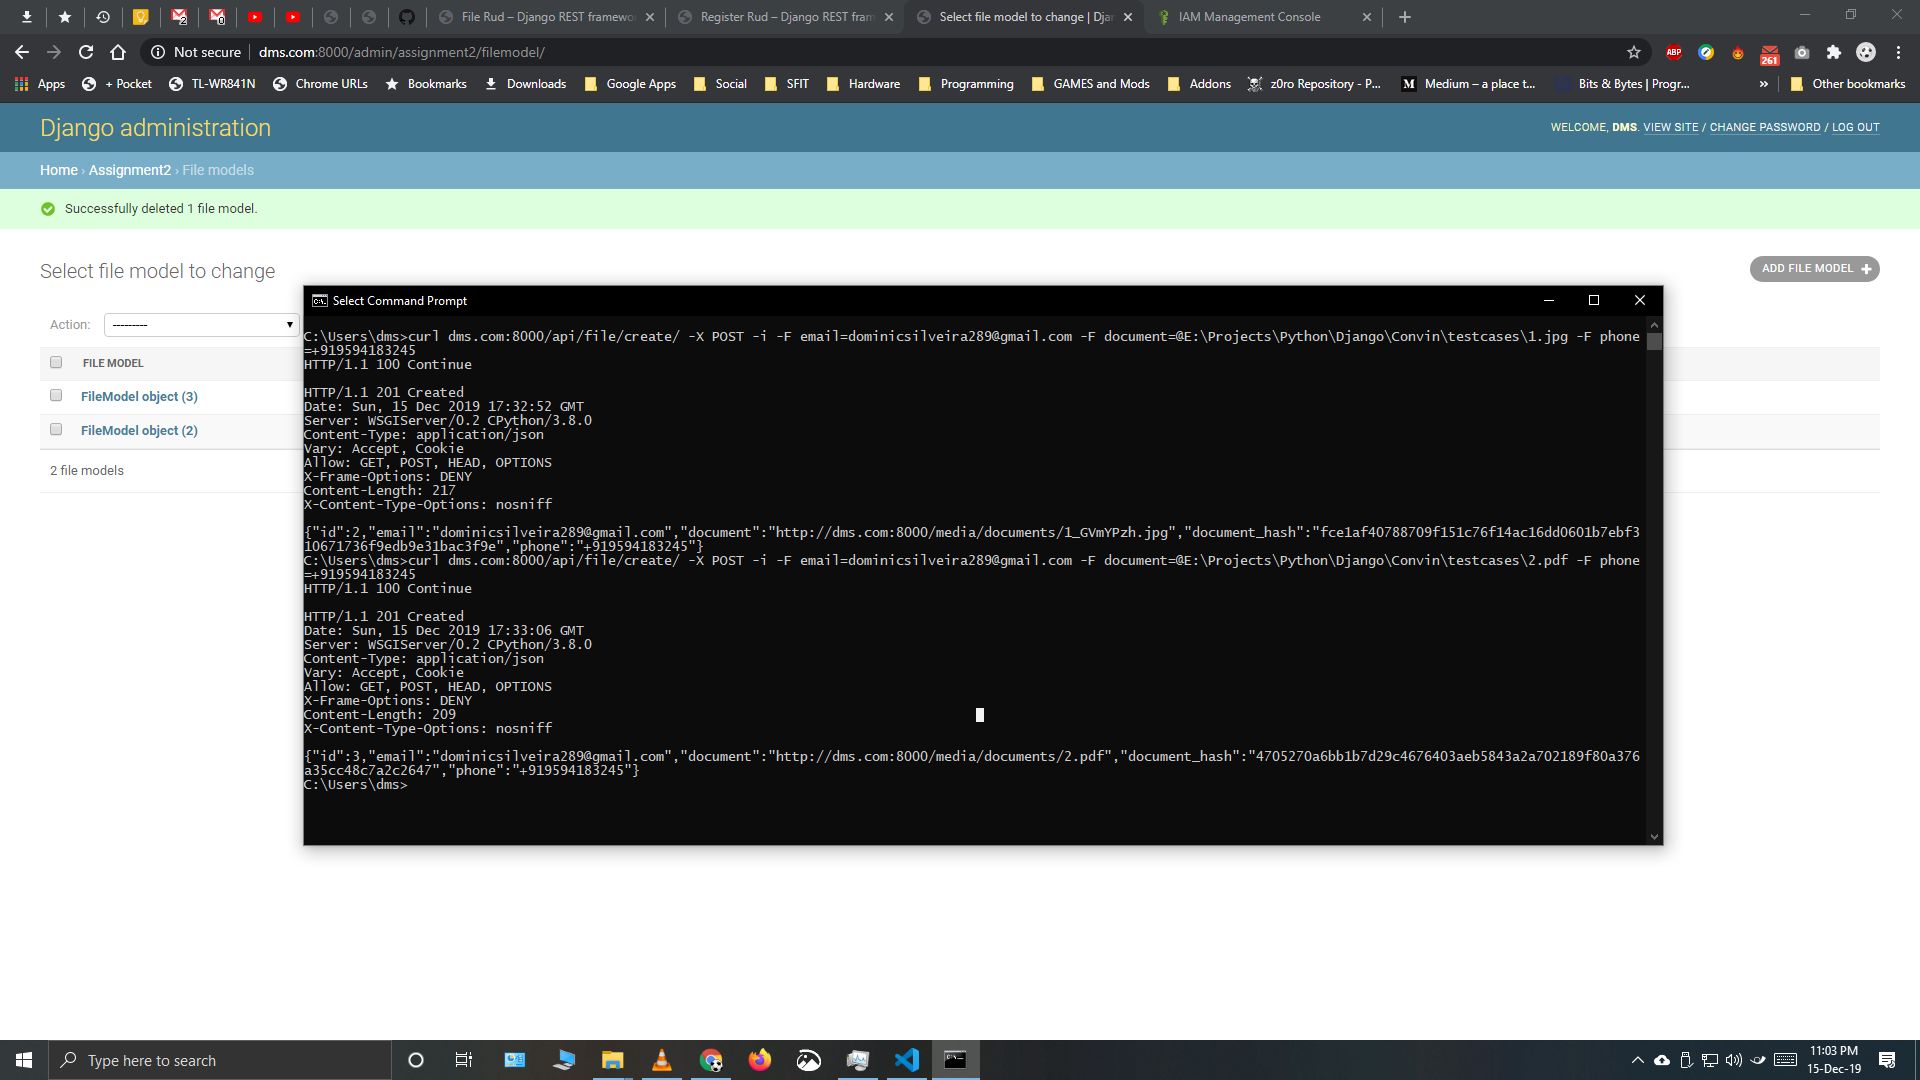 File Rud – Django REST framewo
Register Rud – Django REST fram
Select file model to change | Djan
IAM Management Console
Not secure
dms.com:8000/admin/assignment2/filemodel/
ABP
261
Apps
+ Pocket
TL-WR841N
Chrome URLs
Bookmarks
Downloads
Google Apps
Social
SFIT
Hardware
Programming
GAMES and Mods
Addons
z0ro Repository - P...
Medium – a place t...
Bits & Bytes | Progr...
»
Other bookmarks
Django administration
WELCOME, DMS. VIEW SITE / CHANGE PASSWORD / LOG OUT
Home › Assignment2 › File models
Successfully deleted 1 file model.
Select file model to change
ADD FILE MODEL +
Action: ---------
FILE MODEL
FileModel object (3)
FileModel object (2)
2 file models
Select Command Prompt
C:\Users\dms>curl dms.com:8000/api/file/create/ -X POST -i -F email=dominicsilveira289@gmail.com -F document=@E:\Projects\Python\Django\Convin\testcases\1.jpg -F phone
=+919594183245
HTTP/1.1 100 Continue
HTTP/1.1 201 Created
Date: Sun, 15 Dec 2019 17:32:52 GMT
Server: WSGIServer/0.2 CPython/3.8.0
Content-Type: application/json
Vary: Accept, Cookie
Allow: GET, POST, HEAD, OPTIONS
X-Frame-Options: DENY
Content-Length: 217
X-Content-Type-Options: nosniff
{"id":2,"email":"dominicsilveira289@gmail.com","document":"http://dms.com:8000/media/documents/1_GVmYPzh.jpg","document_hash":"fce1af40788709f151c76f14ac16dd0601b7ebf3
10671736f9edb9e31bac3f9e","phone":"+919594183245"}
C:\Users\dms>curl dms.com:8000/api/file/create/ -X POST -i -F email=dominicsilveira289@gmail.com -F document=@E:\Projects\Python\Django\Convin\testcases\2.pdf -F phone
=+919594183245
HTTP/1.1 100 Continue
HTTP/1.1 201 Created
Date: Sun, 15 Dec 2019 17:33:06 GMT
Server: WSGIServer/0.2 CPython/3.8.0
Content-Type: application/json
Vary: Accept, Cookie
Allow: GET, POST, HEAD, OPTIONS
X-Frame-Options: DENY
Content-Length: 209
X-Content-Type-Options: nosniff
{"id":3,"email":"dominicsilveira289@gmail.com","document":"http://dms.com:8000/media/documents/2.pdf","document_hash":"4705270a6bb1b7d29c4676403aeb5843a2a702189f80a376
a35cc48c7a2c2647","phone":"+919594183245"}
C:\Users\dms>
Type here to search
11:03 PM
15-Dec-19